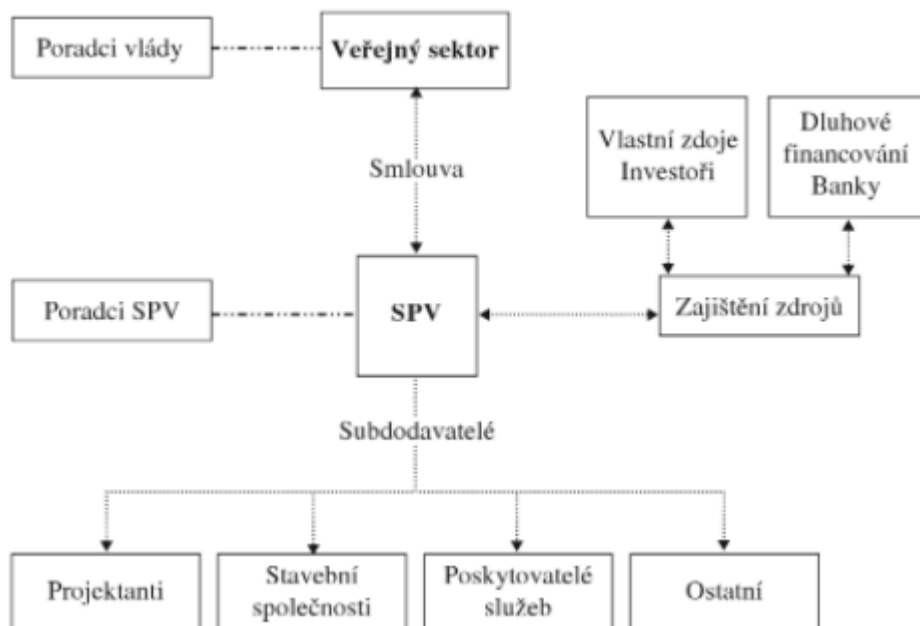 Poradci vlády
Veřejný sektor
Vlastní zdoje
Investoři
Dluhové
financování
Banky
Smlouva
Poradci SPV
SPV
Zajištění zdrojů
Subdodavatelé
Projektanti
Stavební
společnosti
Poskytovatelé
služeb
Ostatní